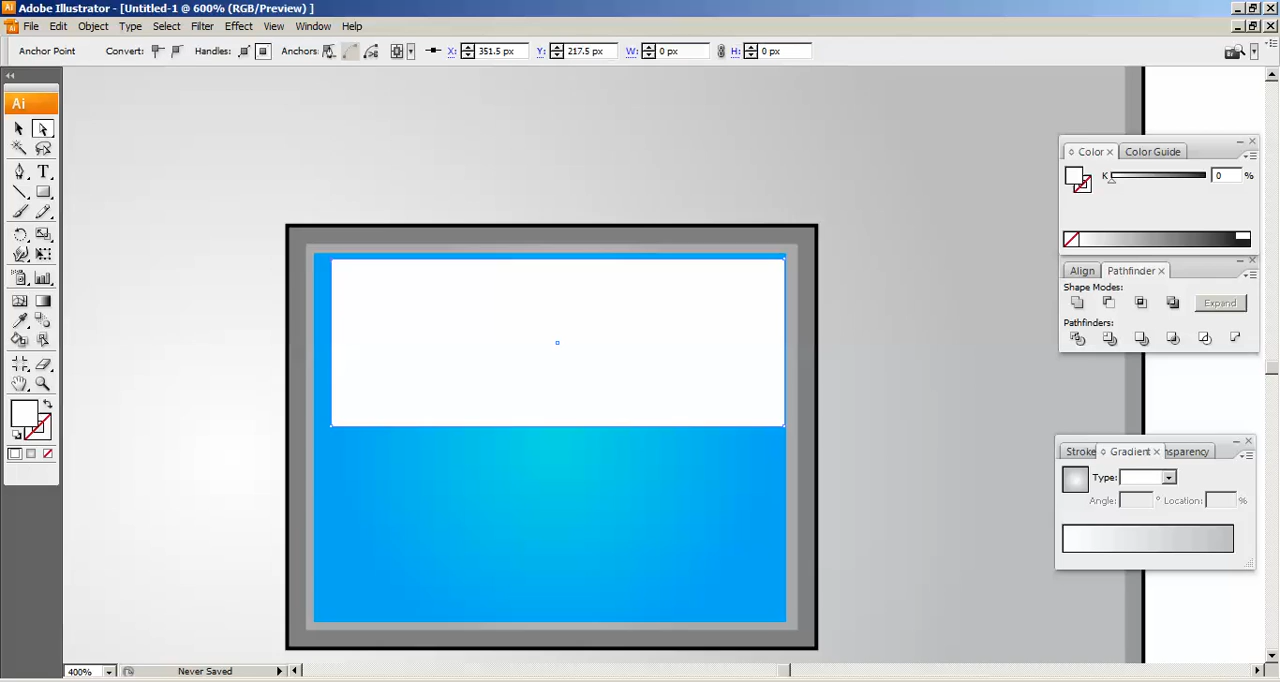 Ai Adobe Illustrator - [Untitled-1 @ 600% (RGB/Preview) ]
File Edit Object Type Select Filter Effect View Window Help
Anchor Point Convert: Handles: Anchors: X: 351.5 px Y: 217.5 px W: 0 px H: 0 px
Ai
Color Color Guide
K 0 %
Align Pathfinder
Shape Modes:
Expand
Pathfinders:
Stroke Gradient nsparency
Type:
Angle: ° Location: %
400% Never Saved